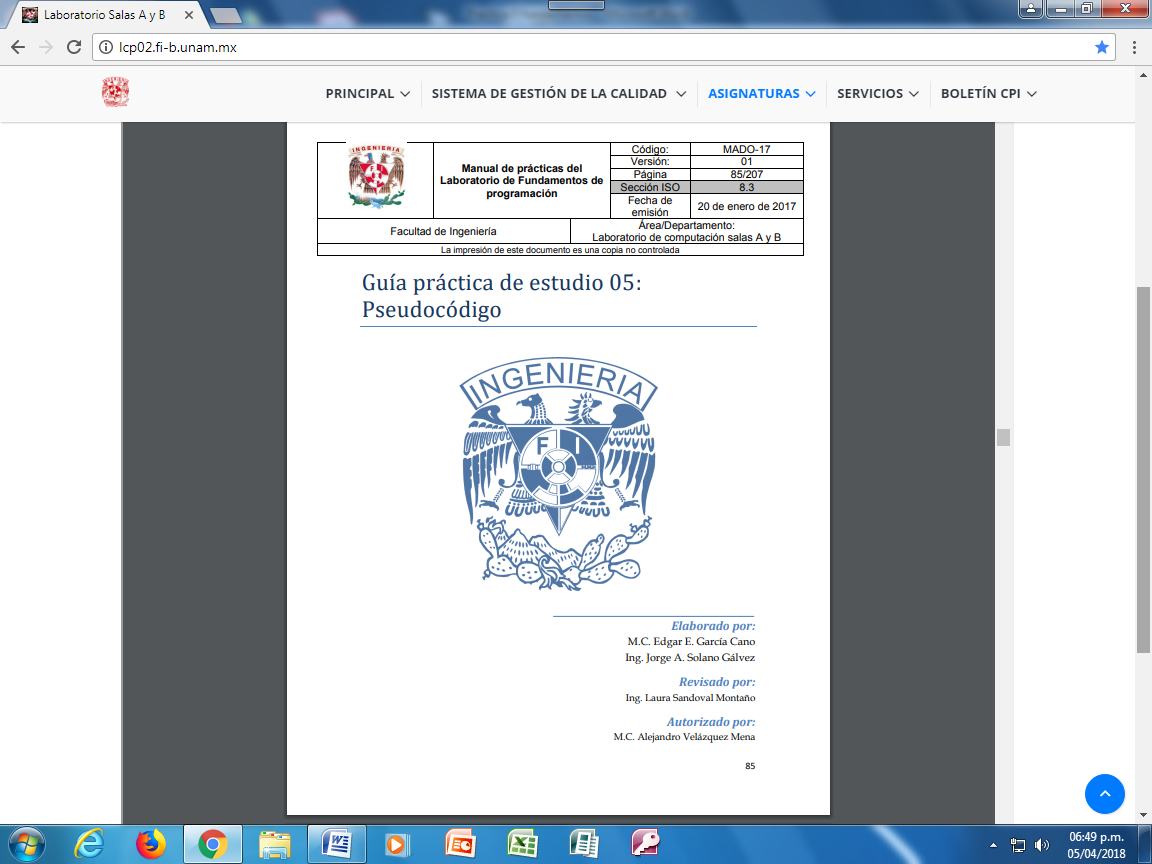 Laboratorio Salas A y B
lcp02.fi-b.unam.mx
PRINCIPAL
SISTEMA DE GESTIÓN DE LA CALIDAD
ASIGNATURAS
SERVICIOS
BOLETÍN CPI
INGENIERIA
Manual de prácticas del
Laboratorio de Fundamentos de
programación
Código: MADO-17
Versión: 01
Página 85/207
Sección ISO 8.3
Fecha de
emisión
20 de enero de 2017
Facultad de Ingeniería
Área/Departamento:
Laboratorio de computación salas A y B
La impresión de este documento es una copia no controlada
Guía práctica de estudio 05:
Pseudocódigo
INGENIERIA
F I
Elaborado por:
M.C. Edgar E. García Cano
Ing. Jorge A. Solano Gálvez
Revisado por:
Ing. Laura Sandoval Montaño
Autorizado por:
M.C. Alejandro Velázquez Mena
85
06:49 p.m.
05/04/2018